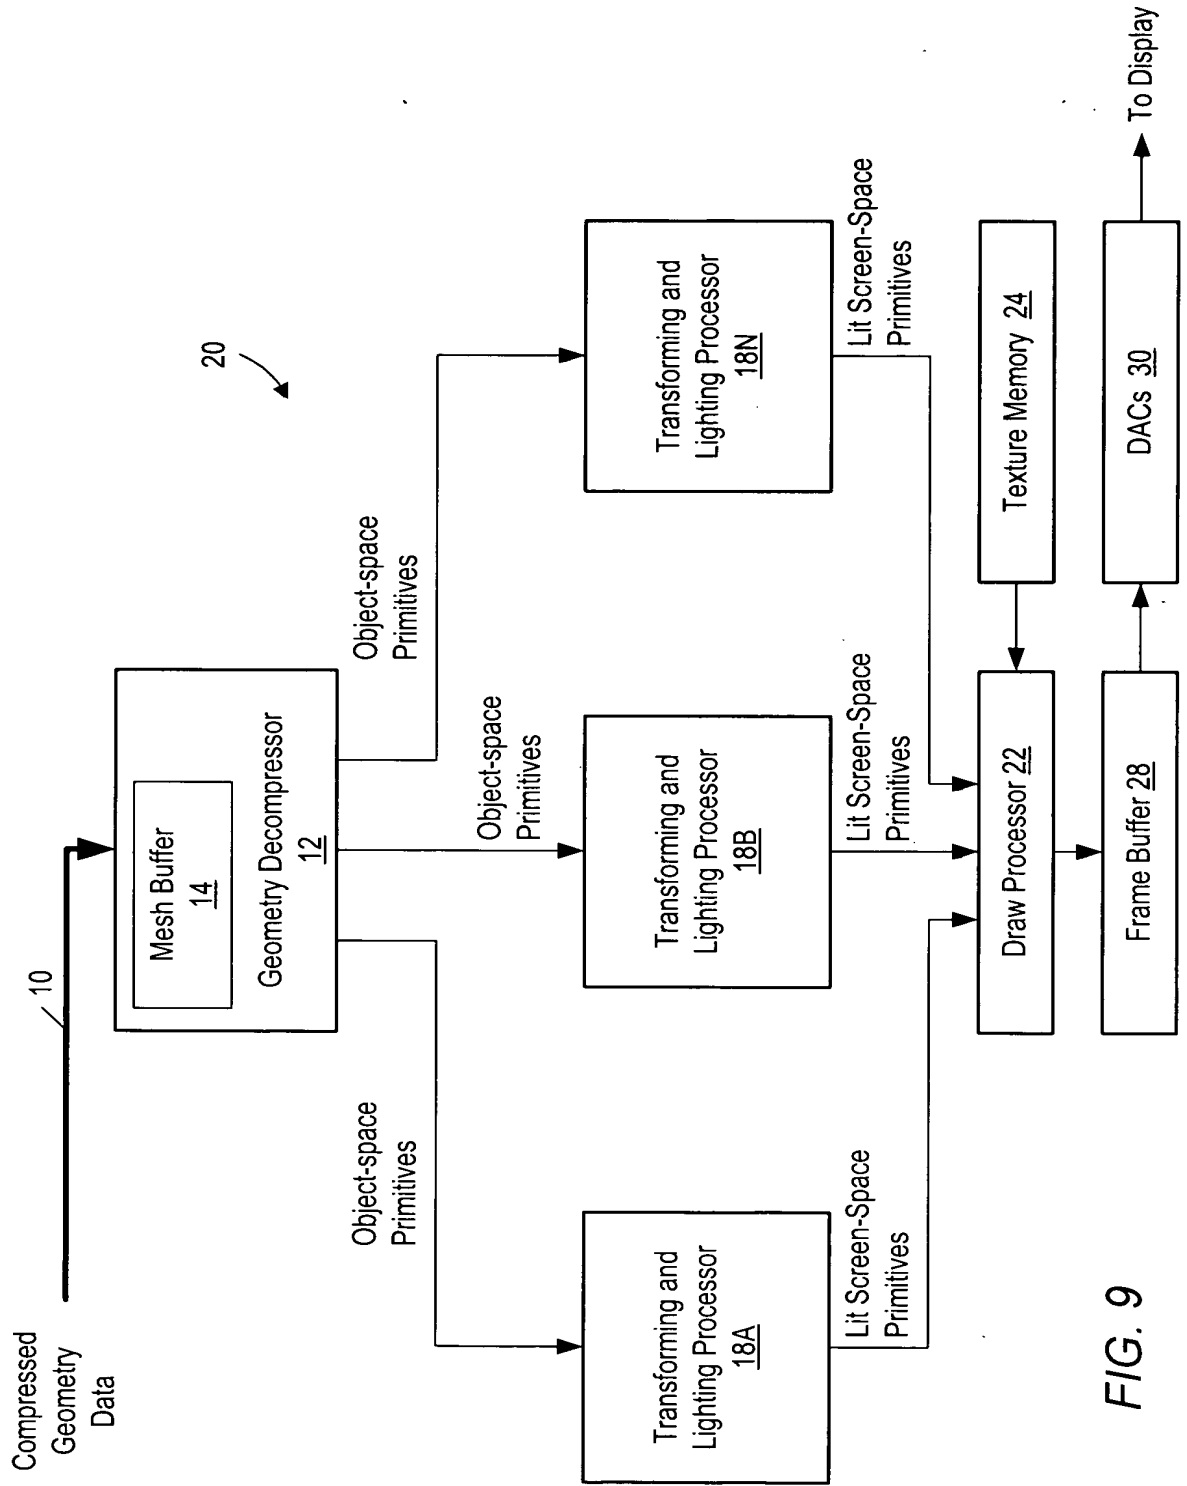 Compressed
Geometry
Data
10
Mesh Buffer
14
Geometry Decompressor
12
20
Object-space
Primitives
Object-space
Primitives
Object-space
Primitives
Transforming and
Lighting Processor
18A
Transforming and
Lighting Processor
18B
Transforming and
Lighting Processor
18N
Lit Screen-Space
Primitives
Lit Screen-Space
Primitives
Lit Screen-Space
Primitives
Draw Processor 22
Texture Memory 24
Frame Buffer 28
DACs 30
To Display
FIG. 9